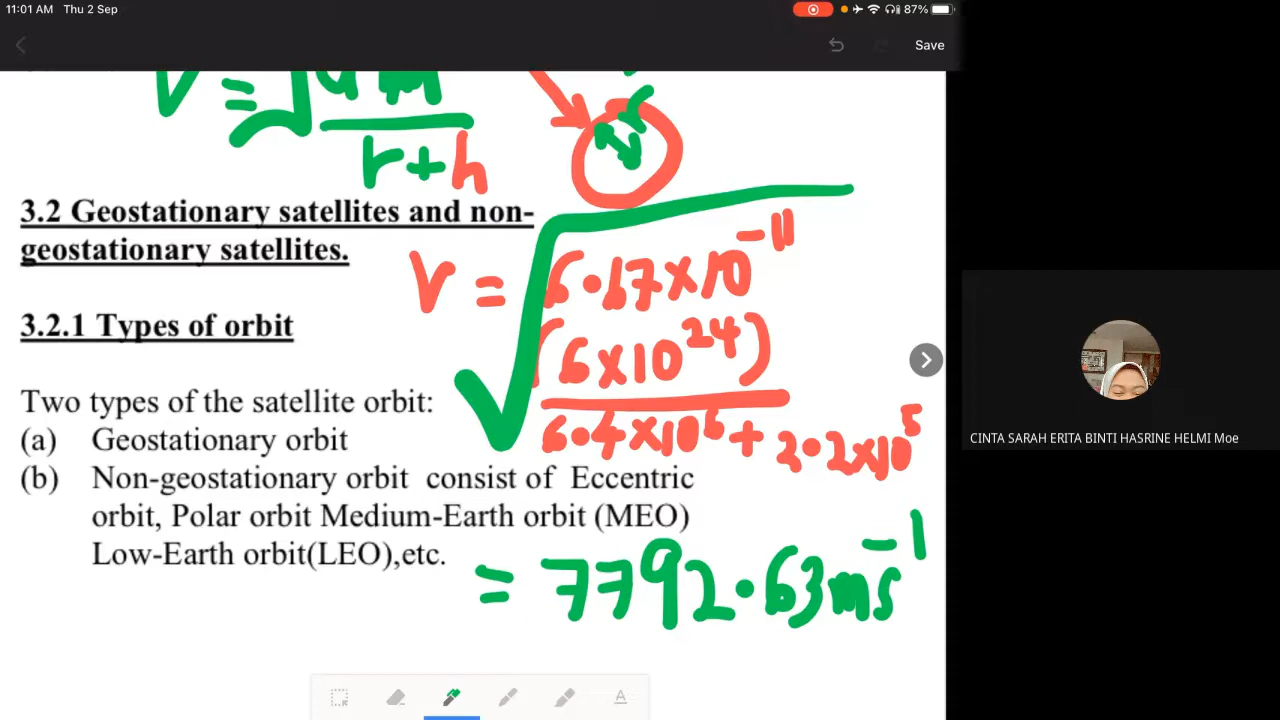 11:01 AM Thu 2 Sep
87%
Save
V = √GM
r + h
3.2 Geostationary satellites and non-
geostationary satellites.
3.2.1 Types of orbit
Two types of the satellite orbit:
(a) Geostationary orbit
(b) Non-geostationary orbit consist of Eccentric
orbit, Polar orbit Medium-Earth orbit (MEO)
Low-Earth orbit(LEO),etc.
r
V = √6.67×10⁻¹¹
(6×10²⁴)
6.4×10⁶ + 2.2×10⁵
= 7792.63ms⁻¹
A
CINTA SARAH ERITA BINTI HASRINE HELMI Moe